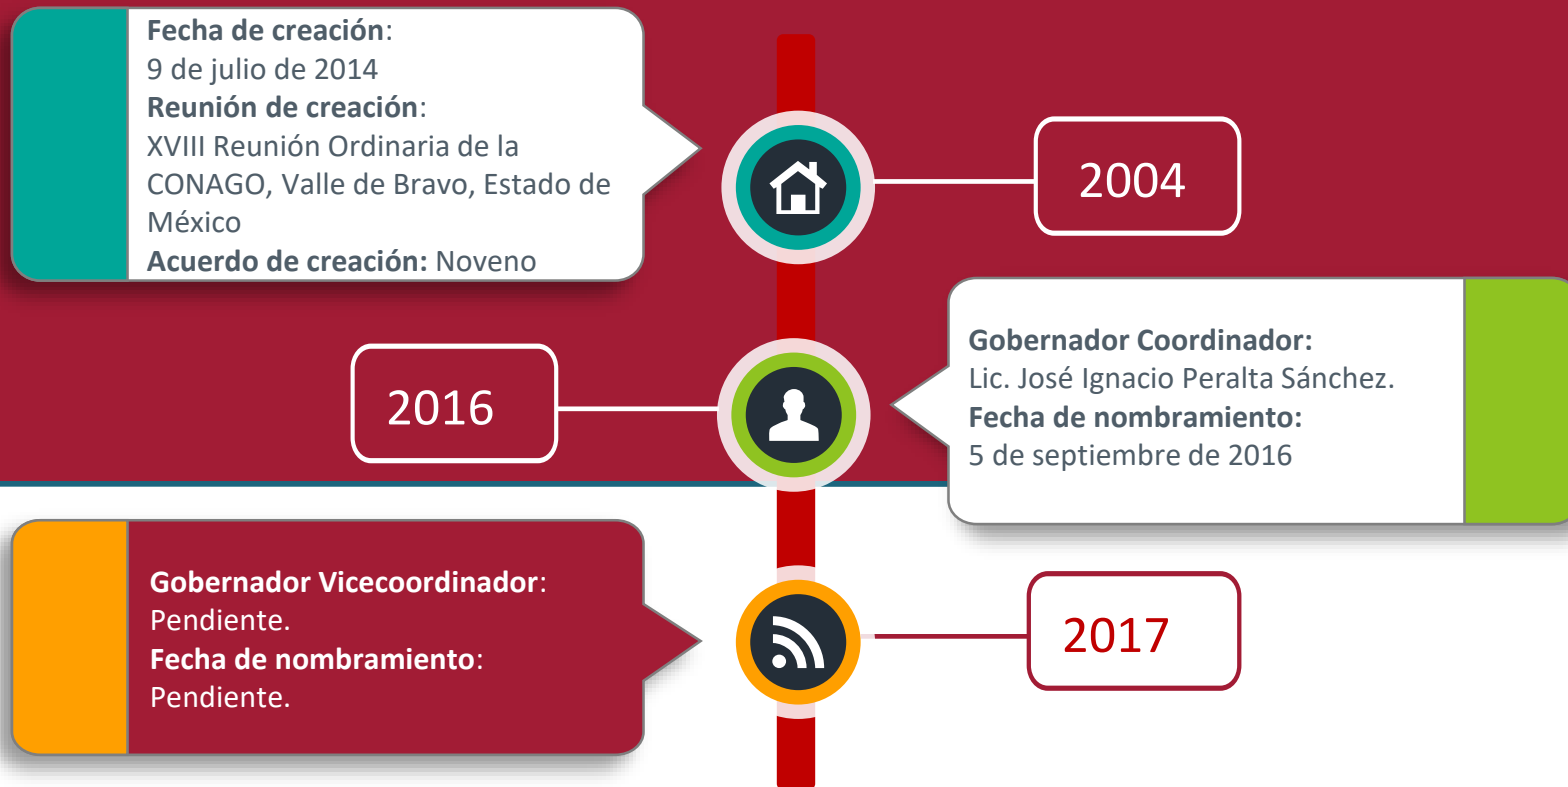 Fecha de creación:
9 de julio de 2014
Reunión de creación:
XVIII Reunión Ordinaria de la
CONAGO, Valle de Bravo, Estado de
México
Acuerdo de creación: Noveno
2004
2016
Gobernador Coordinador:
Lic. José Ignacio Peralta Sánchez.
Fecha de nombramiento:
5 de septiembre de 2016
Gobernador Vicecoordinador:
Pendiente.
Fecha de nombramiento:
Pendiente.
2017